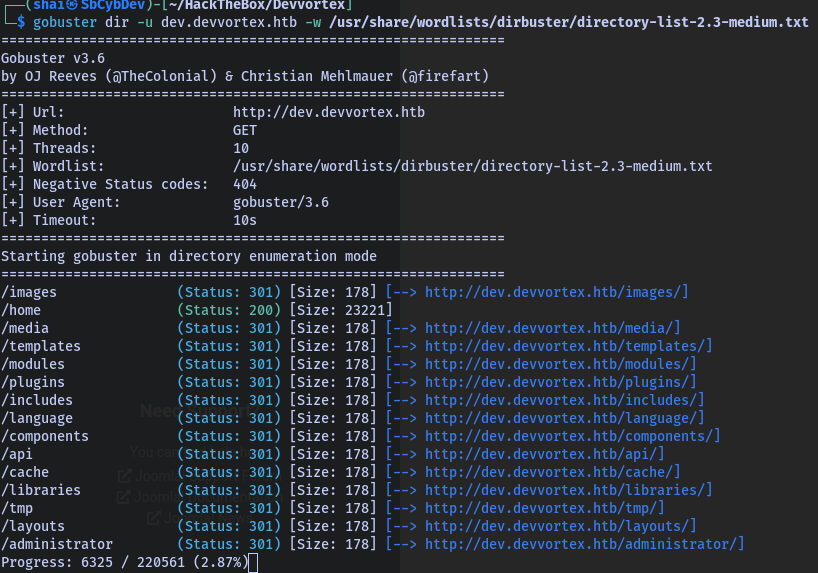 (shai㉿SbCybDev)-[~/HackTheBox/Devvortex]
$ gobuster dir -u dev.devvortex.htb -w /usr/share/wordlists/dirbuster/directory-list-2.3-medium.txt
===============================================================
Gobuster v3.6
by OJ Reeves (@TheColonial) & Christian Mehlmauer (@firefart)
===============================================================
[+] Url: http://dev.devvortex.htb
[+] Method: GET
[+] Threads: 10
[+] Wordlist: /usr/share/wordlists/dirbuster/directory-list-2.3-medium.txt
[+] Negative Status codes: 404
[+] User Agent: gobuster/3.6
[+] Timeout: 10s
===============================================================
Starting gobuster in directory enumeration mode
===============================================================
/images (Status: 301) [Size: 178] [--> http://dev.devvortex.htb/images/]
/home (Status: 200) [Size: 23221]
/media (Status: 301) [Size: 178] [--> http://dev.devvortex.htb/media/]
/templates (Status: 301) [Size: 178] [--> http://dev.devvortex.htb/templates/]
/modules (Status: 301) [Size: 178] [--> http://dev.devvortex.htb/modules/]
/plugins (Status: 301) [Size: 178] [--> http://dev.devvortex.htb/plugins/]
/includes (Status: 301) [Size: 178] [--> http://dev.devvortex.htb/includes/]
/language (Status: 301) [Size: 178] [--> http://dev.devvortex.htb/language/]
/components (Status: 301) [Size: 178] [--> http://dev.devvortex.htb/components/]
/api (Status: 301) [Size: 178] [--> http://dev.devvortex.htb/api/]
/cache (Status: 301) [Size: 178] [--> http://dev.devvortex.htb/cache/]
/libraries (Status: 301) [Size: 178] [--> http://dev.devvortex.htb/libraries/]
/tmp (Status: 301) [Size: 178] [--> http://dev.devvortex.htb/tmp/]
/layouts (Status: 301) [Size: 178] [--> http://dev.devvortex.htb/layouts/]
/administrator (Status: 301) [Size: 178] [--> http://dev.devvortex.htb/administrator/]
Progress: 6325 / 220561 (2.87%)